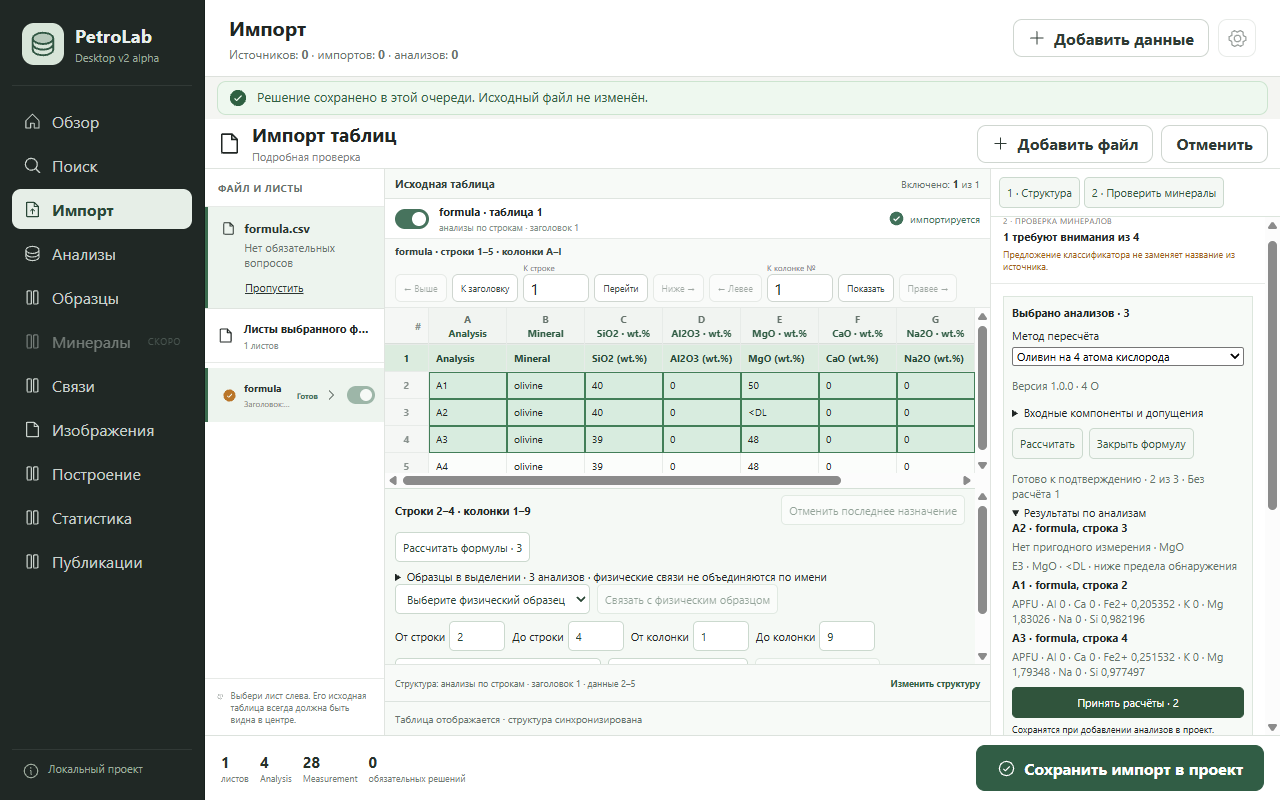 PetroLab
Desktop v2 alpha
Обзор
Поиск
Импорт
Анализы
Образцы
Минералы СКОРО
Связи
Изображения
Построение
Статистика
Публикации
Локальный проект
Импорт
Источников: 0 · импортов: 0 · анализов: 0
Добавить данные
Решение сохранено в этой очереди. Исходный файл не изменён.
Импорт таблиц
Подробная проверка
Добавить файл
Отменить
ФАЙЛ И ЛИСТЫ
formula.csv
Нет обязательных
вопросов
Пропустить
Листы выбранного ф...
1 листов
formula
Заголовок:...
Готов
Выбери лист слева. Его исходная
таблица всегда должна быть
видна в центре.
Исходная таблица
Включено: 1 из 1
formula · таблица 1
анализы по строкам · заголовок 1
импортируется
formula · строки 1–5 · колонки A–I
← Выше
К заголовку
К строке
1
Перейти
Ниже →
← Левее
К колонке №
1
Показать
Правее →
# A B C D E F G
Analysis Mineral SiO2 · wt.% Al2O3 · wt.% MgO · wt.% CaO · wt.% Na2O · wt.%
1 Analysis Mineral SiO2 (wt.%) Al2O3 (wt.%) MgO (wt.%) CaO (wt.%) Na2O (wt.%)
2 A1 olivine 40 0 50 0 0
3 A2 olivine 40 0 <DL 0 0
4 A3 olivine 39 0 48 0 0
5 A4 olivine 39 0 48 0 0
Строки 2–4 · колонки 1–9
Отменить последнее назначение
Рассчитать формулы · 3
Образцы в выделении · 3 анализов · физические связи не объединяются по имени
Выберите физический образец
Связать с физическим образцом
От строки 2 До строки 4 От колонки 1 До колонки 9
Структура: анализы по строкам · заголовок 1 · данные 2–5
Изменить структуру
Таблица отображается · структура синхронизирована
1 · Структура
2 · Проверить минералы
2 · ПРОВЕРКА МИНЕРАЛОВ
1 требуют внимания из 4
Предложение классификатора не заменяет название из
источника.
Выбрано анализов · 3
Метод пересчёта
Оливин на 4 атома кислорода
Версия 1.0.0 · 4 O
Входные компоненты и допущения
Рассчитать
Закрыть формулу
Готово к подтверждению · 2 из 3 · Без
расчёта 1
Результаты по анализам
A2 · formula, строка 3
Нет пригодного измерения · MgO
E3 · MgO · <DL · ниже предела обнаружения
A1 · formula, строка 2
APFU · Al 0 · Ca 0 · Fe2+ 0,205352 · K 0 · Mg
1,83026 · Na 0 · Si 0,982196
A3 · formula, строка 4
APFU · Al 0 · Ca 0 · Fe2+ 0,251532 · K 0 · Mg
1,79348 · Na 0 · Si 0,977497
Принять расчёты · 2
Сохранятся при добавлении анализов в проект.
1 листов
4 Analysis
28 Measurement
0 обязательных решений
Сохранить импорт в проект